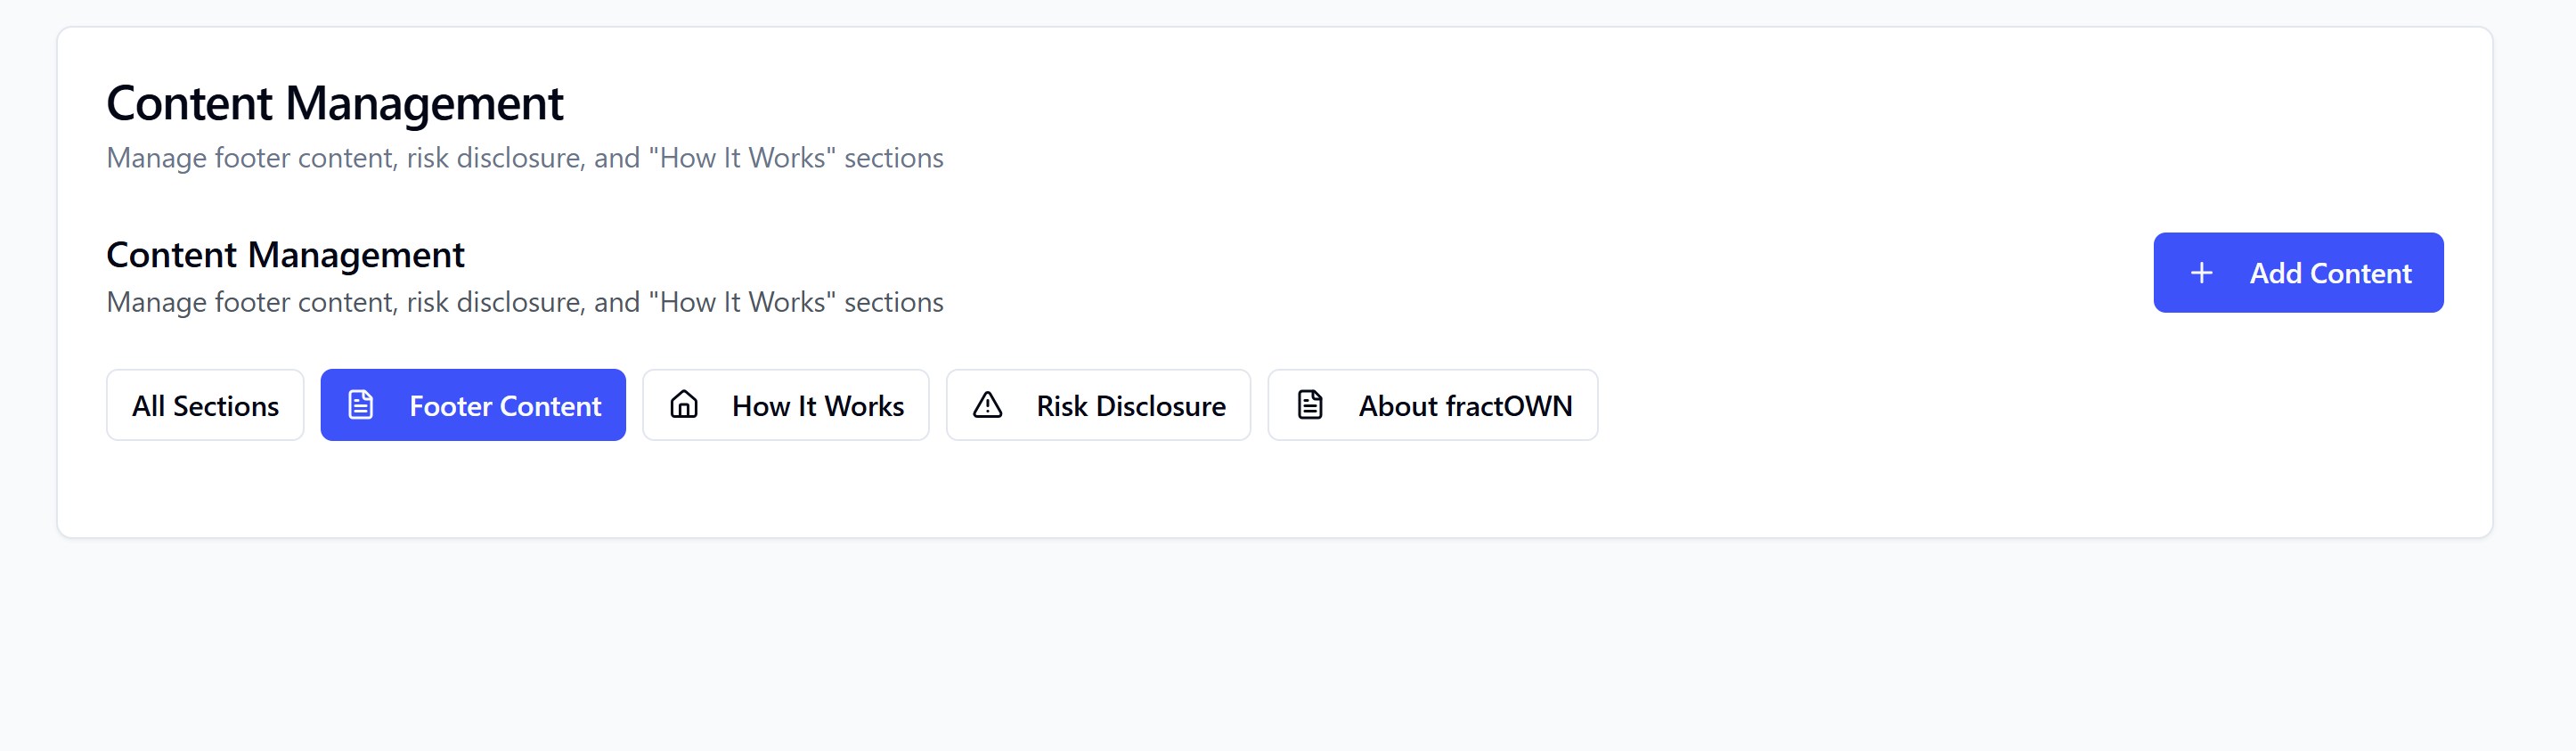 Content Management
Manage footer content, risk disclosure, and "How It Works" sections
Content Management
Manage footer content, risk disclosure, and "How It Works" sections
Add Content
All Sections
Footer Content
How It Works
Risk Disclosure
About fractOWN